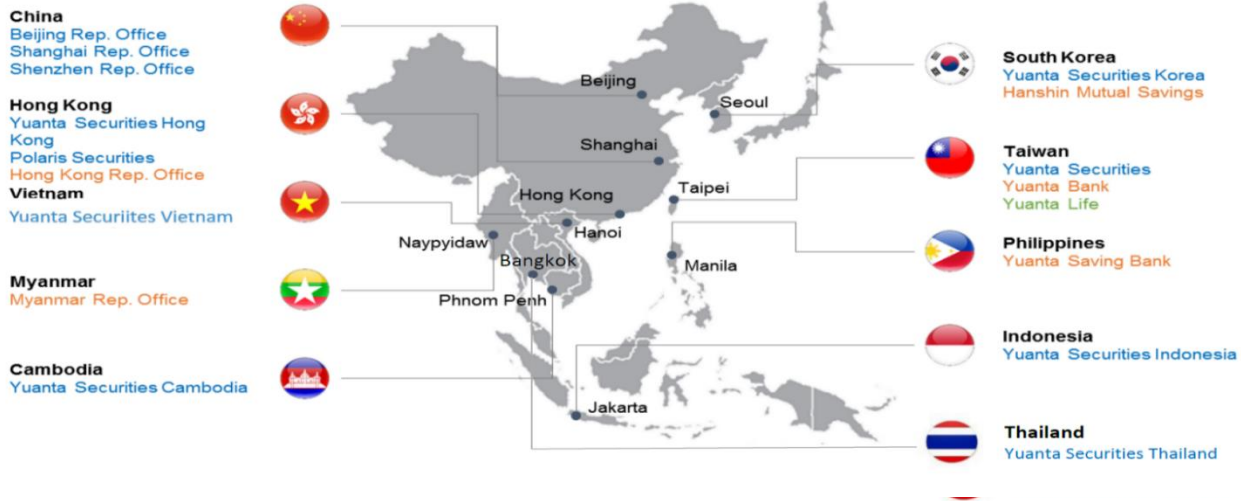 China
Beijing Rep. Office
Shanghai Rep. Office
Shenzhen Rep. Office
Hong Kong
Yuanta Securities Hong
Kong
Polaris Securities
Hong Kong Rep. Office
Vietnam
Yuanta Securiites Vietnam
Myanmar
Myanmar Rep. Office
Cambodia
Yuanta Securities Cambodia
Beijing
Seoul
Shanghai
Hong Kong
Taipei
Hanoi
Naypyidaw
Bangkok
Manila
Phnom Penh
Jakarta
South Korea
Yuanta Securities Korea
Hanshin Mutual Savings
Taiwan
Yuanta Securities
Yuanta Bank
Yuanta Life
Philippines
Yuanta Saving Bank
Indonesia
Yuanta Securities Indonesia
Thailand
Yuanta Securities Thailand